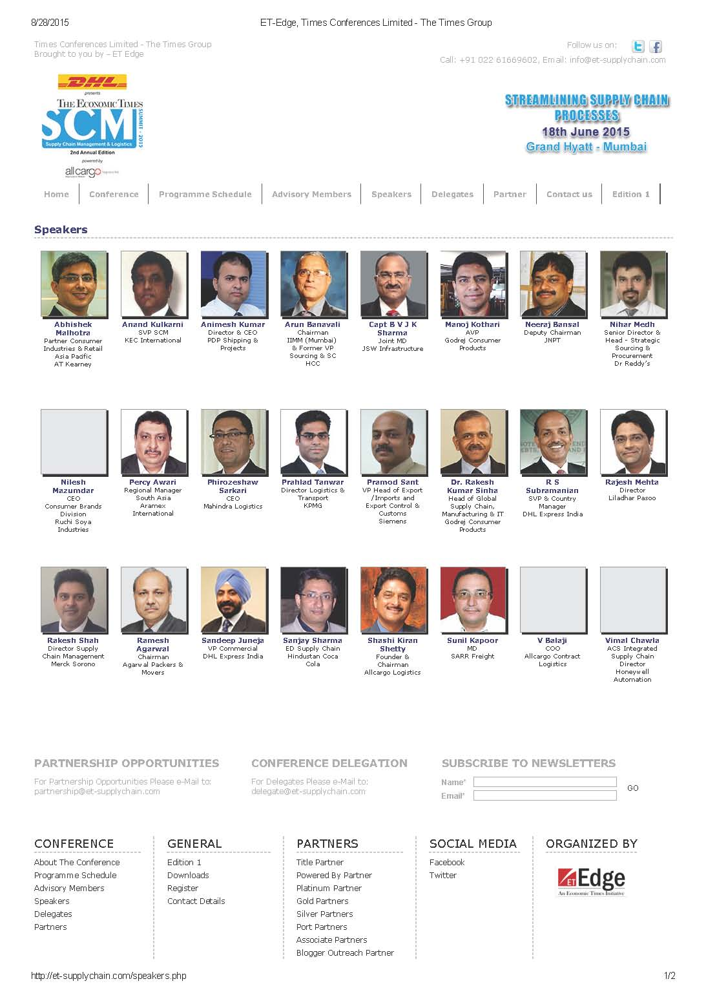 8/28/2015
ET-Edge, Times Conferences Limited - The Times Group
Times Conferences Limited - The Times Group
Brought to you by – ET Edge
Follow us on:
Call: +91 022 61669602, Email: info@et-supplychain.com
DHL
presents
THE ECONOMIC TIMES
SCM
SUMMIT - 2015
Supply Chain Management & Logistics
2nd Annual Edition
powered by
allcargo
STREAMLINING SUPPLY CHAIN
PROCESSES
18th June 2015
Grand Hyatt - Mumbai
Home
Conference
Programme Schedule
Advisory Members
Speakers
Delegates
Partner
Contact us
Edition 1
Speakers
Abhishek
Malhotra
Partner Consumer
Industries & Retail
Asia Pacific
AT Kearney
Anand Kulkarni
SVP SCM
KEC International
Animesh Kumar
Director & CEO
PDP Shipping &
Projects
Arun Banavali
Chairman
IIMM (Mumbai)
& Former VP
Sourcing & SC
HCC
Capt B V J K
Sharma
Joint MD
JSW Infrastructure
Manoj Kothari
AVP
Godrej Consumer
Products
Neeraj Bansal
Deputy Chairman
JNPT
Nihar Medh
Senior Director &
Head - Strategic
Sourcing &
Procurement
Dr Reddy's
Nilesh
Mazumdar
CEO
Consumer Brands
Division
Ruchi Soya
Industries
Percy Awari
Regional Manager
South Asia
Aramex
International
Phirozeshaw
Sarkari
CEO
Mahindra Logistics
Prahlad Tanwar
Director Logistics &
Transport
KPMG
Pramod Sant
VP Head of Export
/Imports and
Export Control &
Customs
Siemens
Dr. Rakesh
Kumar Sinha
Head of Global
Supply Chain,
Manufacturing & IT
Godrej Consumer
Products
R S
Subramanian
SVP & Country
Manager
DHL Express India
Rajesh Mehta
Director
Liladhar Pasoo
Rakesh Shah
Director Supply
Chain Management
Merck Sorono
Ramesh
Agarwal
Chairman
Agarwal Packers &
Movers
Sandeep Juneja
VP Commercial
DHL Express India
Sanjay Sharma
ED Supply Chain
Hindustan Coca
Cola
Shashi Kiran
Shetty
Founder &
Chairman
Allcargo Logistics
Sunil Kapoor
MD
SARR Freight
V Balaji
COO
Allcargo Contract
Logistics
Vimal Chawla
ACS Integrated
Supply Chain
Director
Honeywell
Automation
PARTNERSHIP OPPORTUNITIES
For Partnership Opportunities Please e-Mail to:
partnership@et-supplychain.com
CONFERENCE DELEGATION
For Delegates Please e-Mail to:
delegate@et-supplychain.com
SUBSCRIBE TO NEWSLETTERS
Name*
Email*
GO
CONFERENCE
About The Conference
Programme Schedule
Advisory Members
Speakers
Delegates
Partners
GENERAL
Edition 1
Downloads
Register
Contact Details
PARTNERS
Title Partner
Powered By Partner
Platinum Partner
Gold Partners
Silver Partners
Port Partners
Associate Partners
Blogger Outreach Partner
SOCIAL MEDIA
Facebook
Twitter
ORGANIZED BY
ET Edge
An Economic Times Initiative
http://et-supplychain.com/speakers.php
1/2